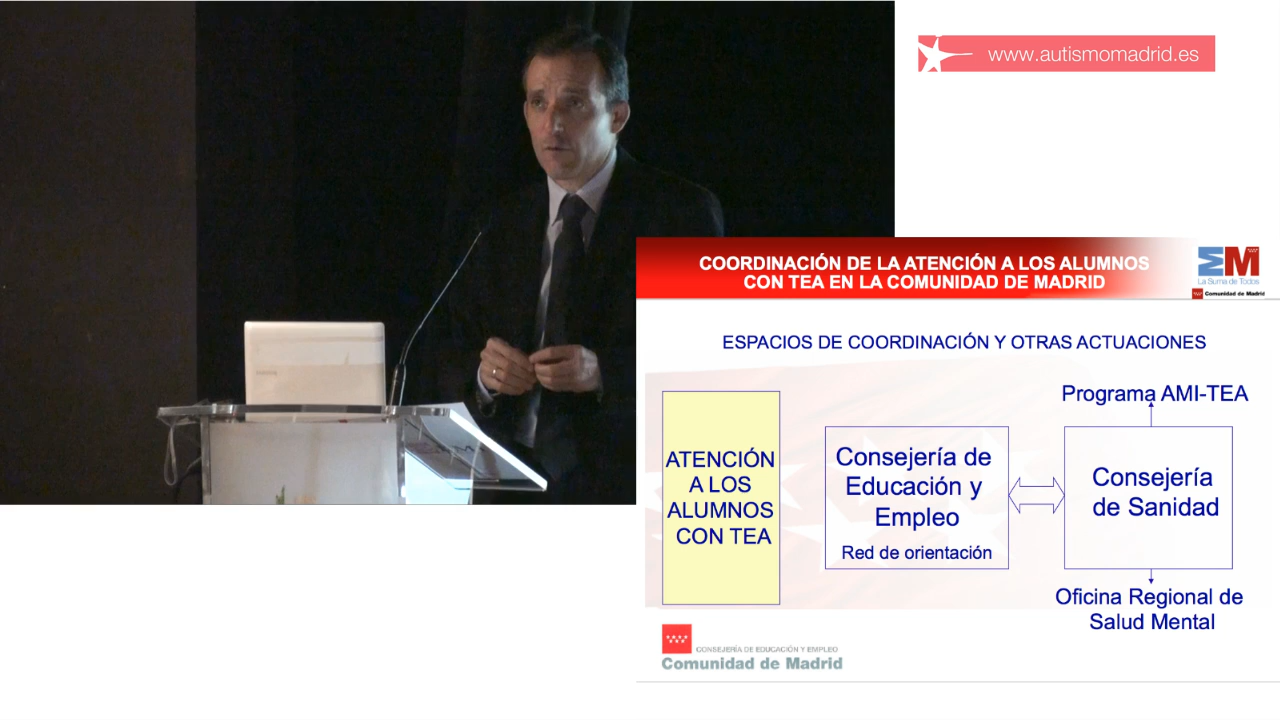 www.autismomadrid.es
COORDINACIÓN DE LA ATENCIÓN A LOS ALUMNOS
CON TEA EN LA COMUNIDAD DE MADRID
EM
La Suma de Todos
Comunidad de Madrid
ESPACIOS DE COORDINACIÓN Y OTRAS ACTUACIONES
ATENCIÓN
A LOS
ALUMNOS
CON TEA
Consejería de
Educación y
Empleo
Red de orientación
Programa AMI-TEA
Consejería
de Sanidad
Oficina Regional de
Salud Mental
CONSEJERÍA DE EDUCACIÓN Y EMPLEO
Comunidad de Madrid